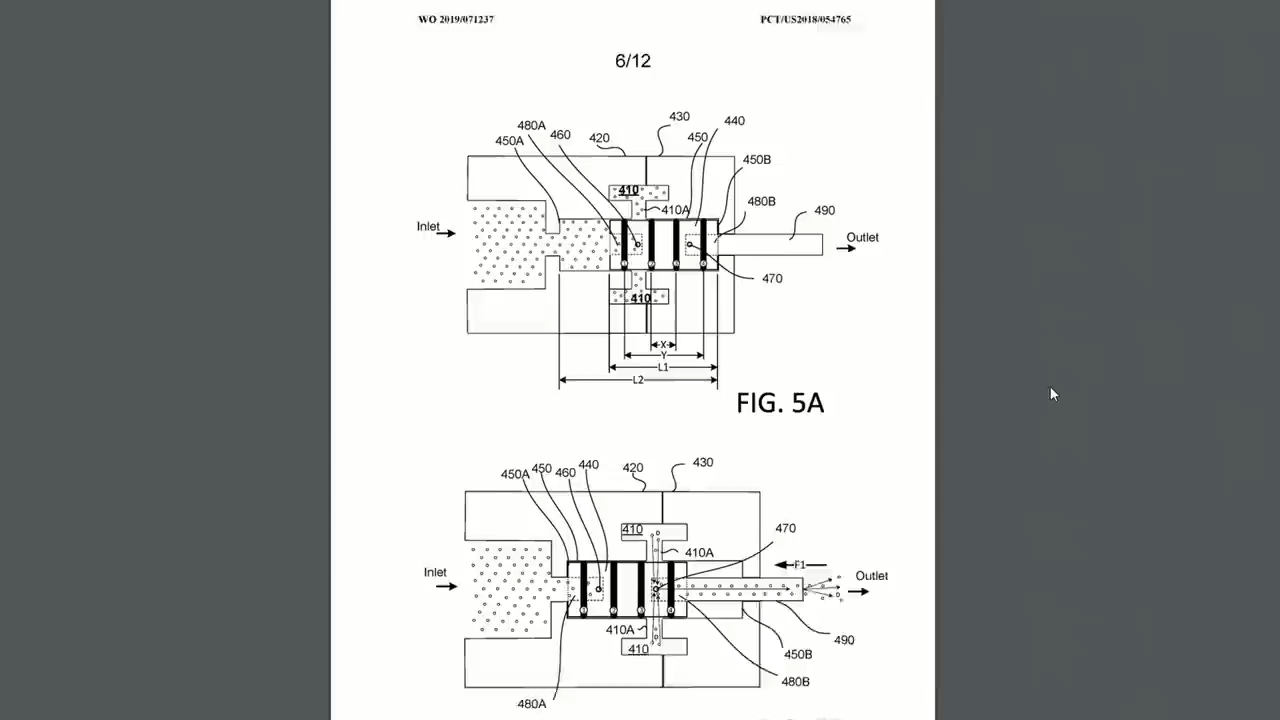 WO 2019/071237 PCT/US2018/054765
6/12
480A 460 420 430 450 440
450A 450B
410
410A
480B
490
Inlet Outlet
470
410
X
Y
L1
L2
FIG. 5A
450A 450 460 440 420 430
410
470
410A
F1
Inlet Outlet
410A
490
410
450B
480B
480A